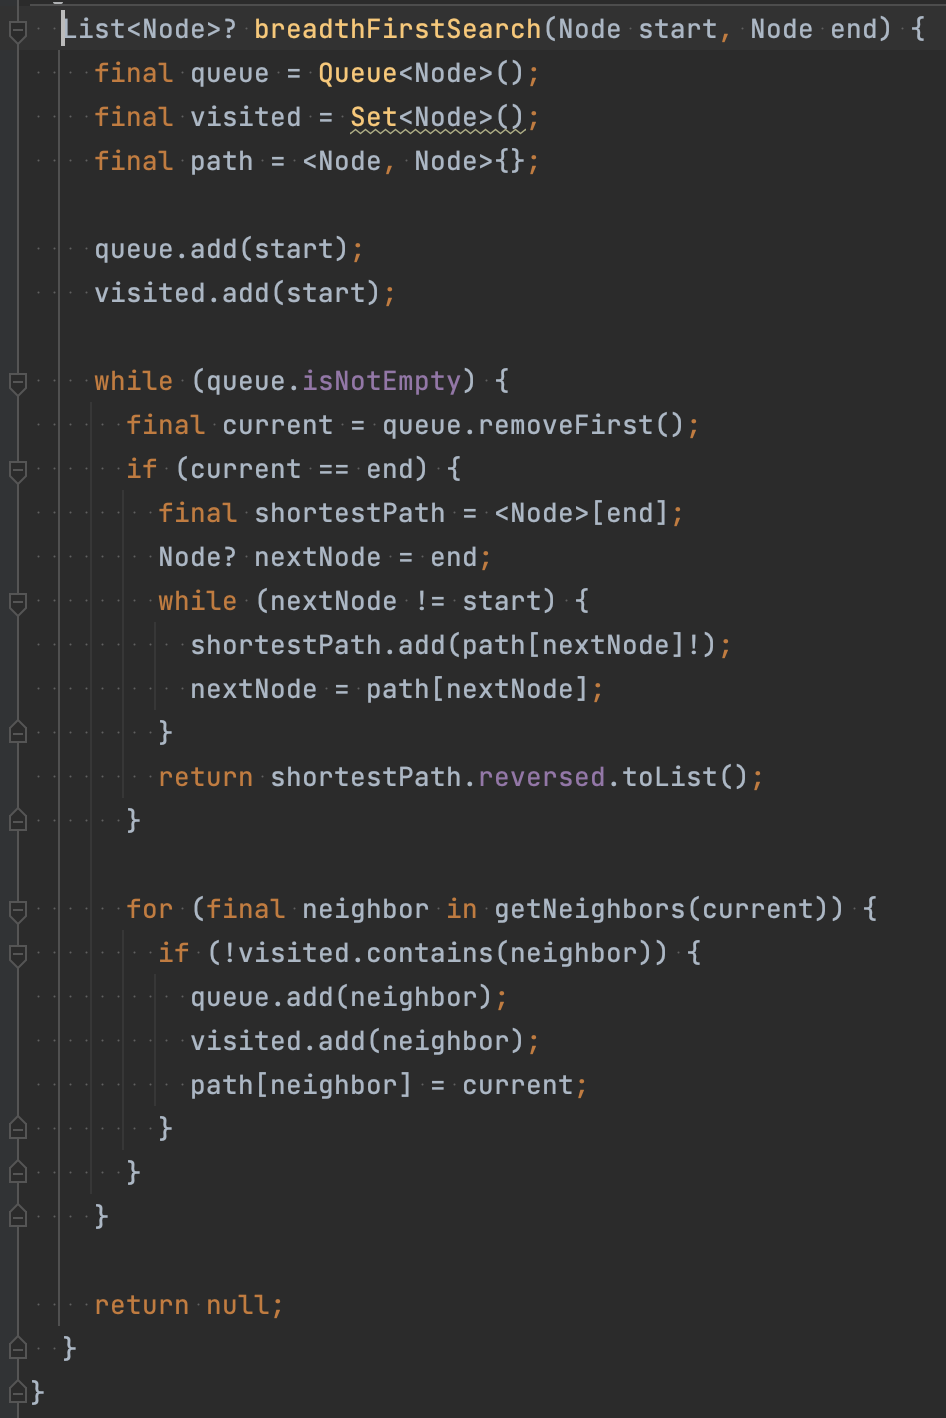 List<Node>? breadthFirstSearch(Node start, Node end) {
final queue = Queue<Node>();
final visited = Set<Node>();
final path = <Node, Node>{};
queue.add(start);
visited.add(start);
while (queue.isNotEmpty) {
final current = queue.removeFirst();
if (current == end) {
final shortestPath = <Node>[end];
Node? nextNode = end;
while (nextNode != start) {
shortestPath.add(path[nextNode]!);
nextNode = path[nextNode];
}
return shortestPath.reversed.toList();
}
for (final neighbor in getNeighbors(current)) {
if (!visited.contains(neighbor)) {
queue.add(neighbor);
visited.add(neighbor);
path[neighbor] = current;
}
}
}
return null;
}
}